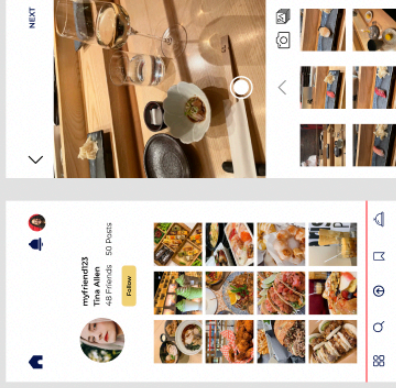 NEXT
myfriend123
Tina Allen
48 Friends 50 Posts
Follow